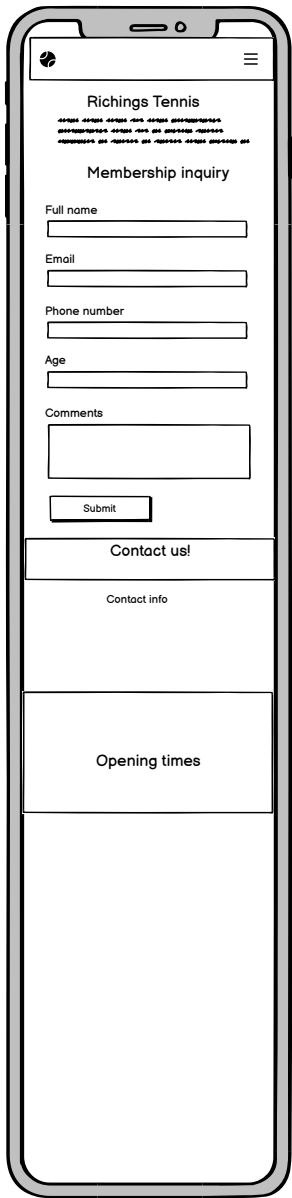 Richings Tennis
Membership inquiry
Full name
Email
Phone number
Age
Comments
Submit
Contact us!
Contact info
Opening times